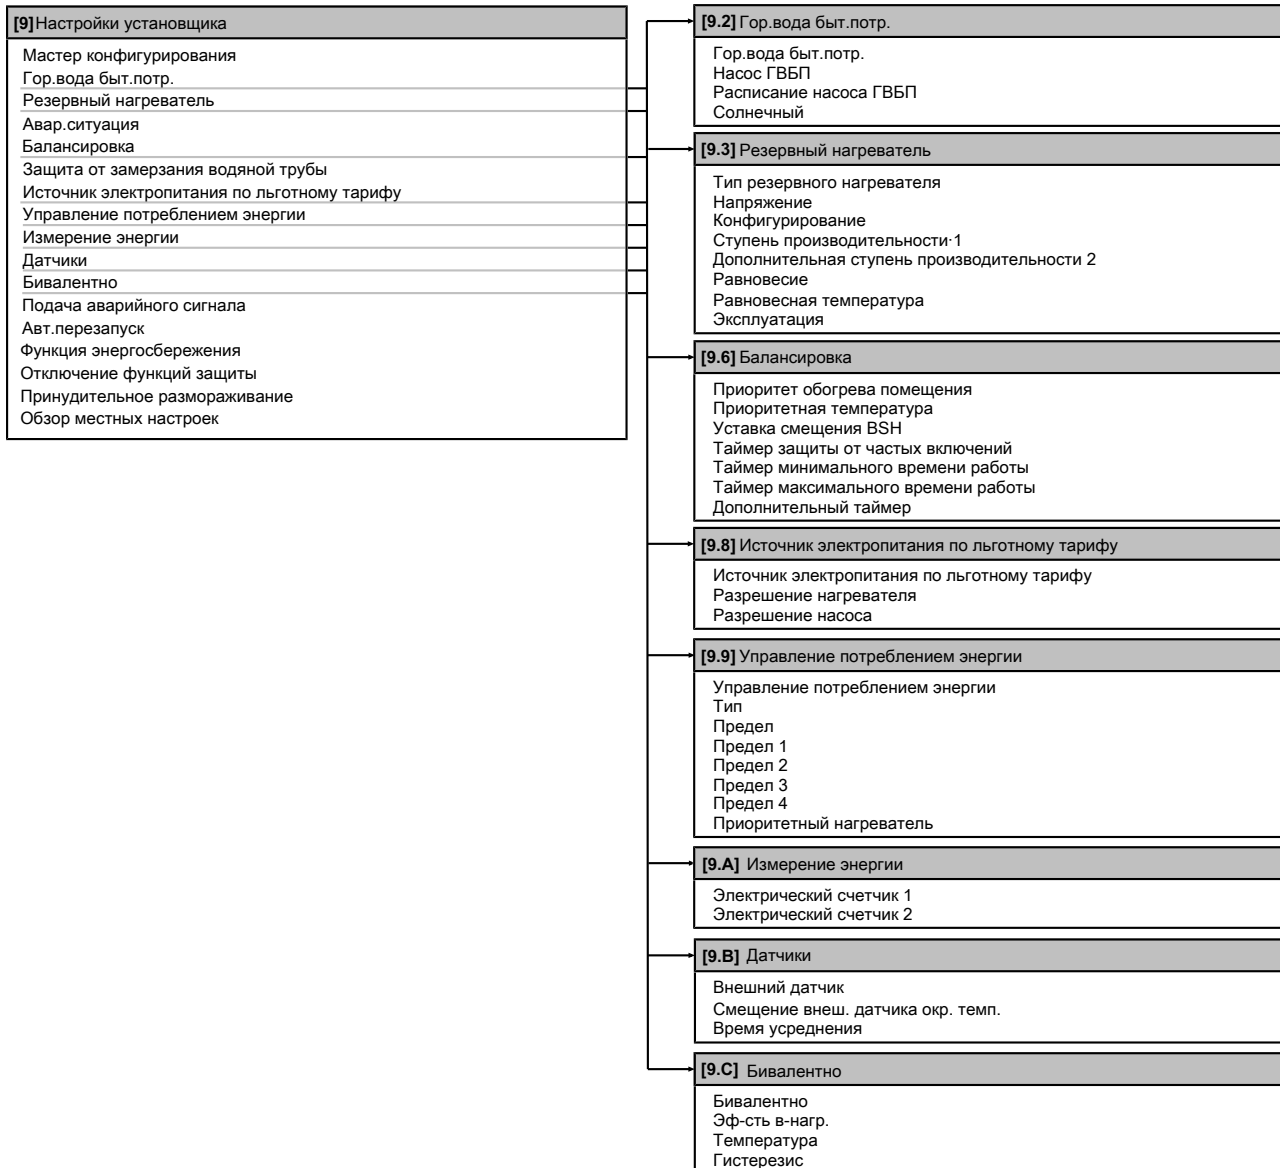 [9] Настройки установщика
Мастер конфигурирования
Гор.вода быт.потр.
Резервный нагреватель
Авар.ситуация
Балансировка
Защита от замерзания водяной трубы
Источник электропитания по льготному тарифу
Управление потреблением энергии
Измерение энергии
Датчики
Бивалентно
Подача аварийного сигнала
Авт.перезапуск
Функция энергосбережения
Отключение функций защиты
Принудительное размораживание
Обзор местных настроек
[9.2] Гор.вода быт.потр.
Гор.вода быт.потр.
Насос ГВБП
Расписание насоса ГВБП
Солнечный
[9.3] Резервный нагреватель
Тип резервного нагревателя
Напряжение
Конфигурирование
Ступень производительности·1
Дополнительная ступень производительности 2
Равновесие
Равновесная температура
Эксплуатация
[9.6] Балансировка
Приоритет обогрева помещения
Приоритетная температура
Уставка смещения BSH
Таймер защиты от частых включений
Таймер минимального времени работы
Таймер максимального времени работы
Дополнительный таймер
[9.8] Источник электропитания по льготному тарифу
Источник электропитания по льготному тарифу
Разрешение нагревателя
Разрешение насоса
[9.9] Управление потреблением энергии
Управление потреблением энергии
Тип
Предел
Предел 1
Предел 2
Предел 3
Предел 4
Приоритетный нагреватель
[9.A] Измерение энергии
Электрический счетчик 1
Электрический счетчик 2
[9.B] Датчики
Внешний датчик
Смещение внеш. датчика окр. темп.
Время усреднения
[9.C] Бивалентно
Бивалентно
Эф-сть в-нагр.
Температура
Гистерезис